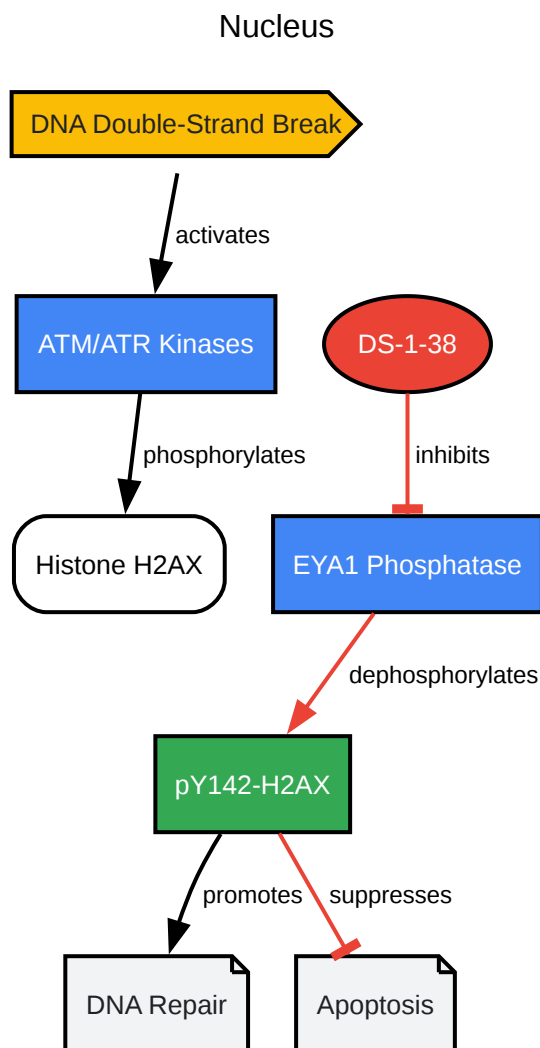 Nucleus
DNA Double-Strand Break
activates
ATM/ATR Kinases
DS-1-38
phosphorylates
inhibits
Histone H2AX
EYA1 Phosphatase
dephosphorylates
pY142-H2AX
promotes
suppresses
DNA Repair
Apoptosis